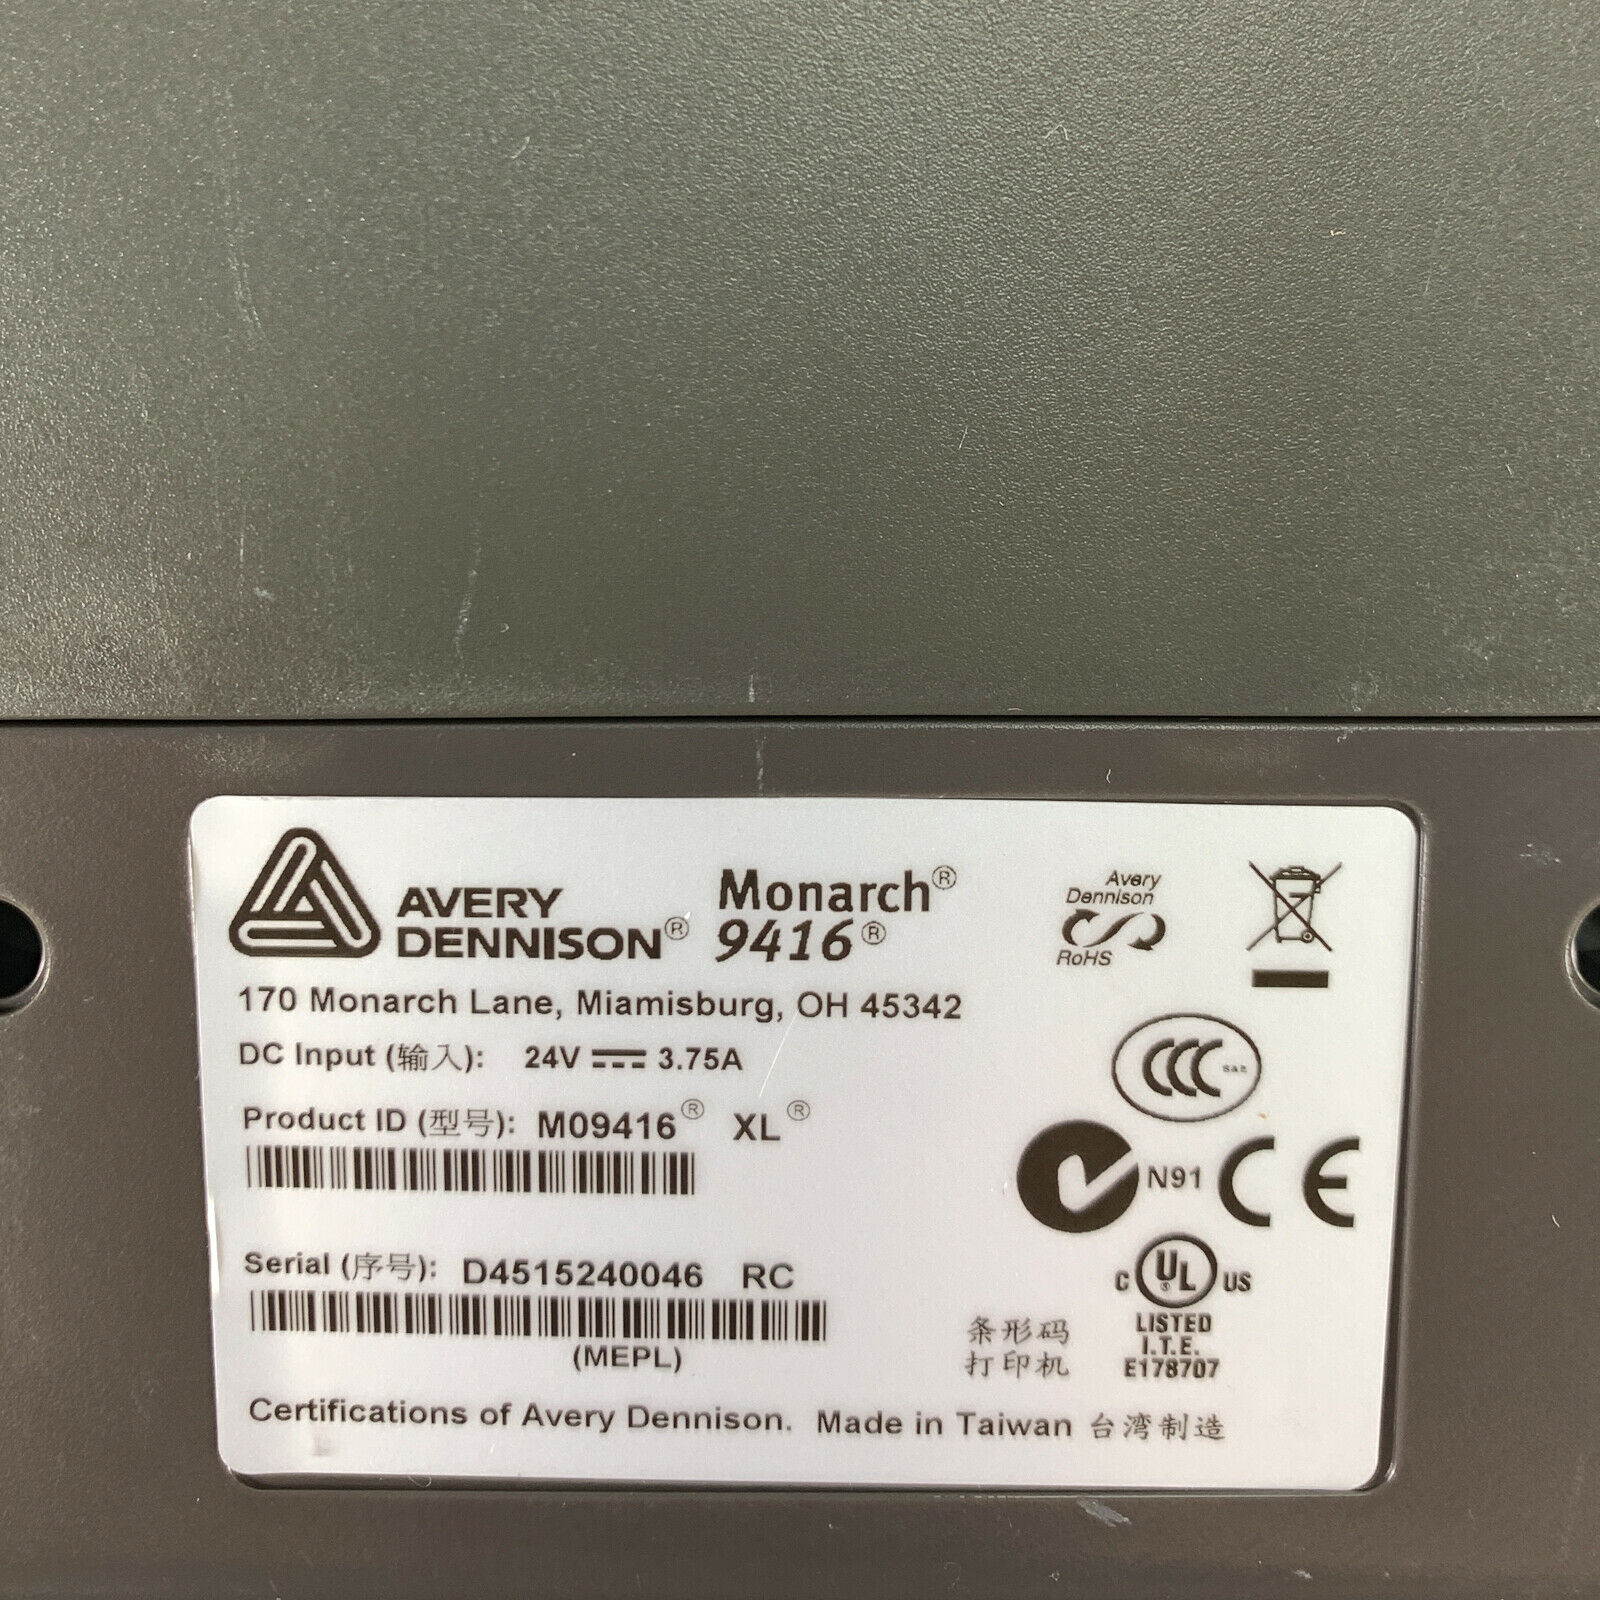 AVERY
DENNISON®
Monarch®
9416®
Avery
Dennison
RoHS
170 Monarch Lane, Miamisburg, OH 45342
DC Input (输入): 24V 3.75A
CCC
S&E
Product ID (型号): M09416® XL®
N91 CE
Serial (序号): D4515240046 RC
(MEPL)
C UL® US
LISTED
I.T.E.
E178707
条形码
打印机
Certifications of Avery Dennison. Made in Taiwan 台湾制造